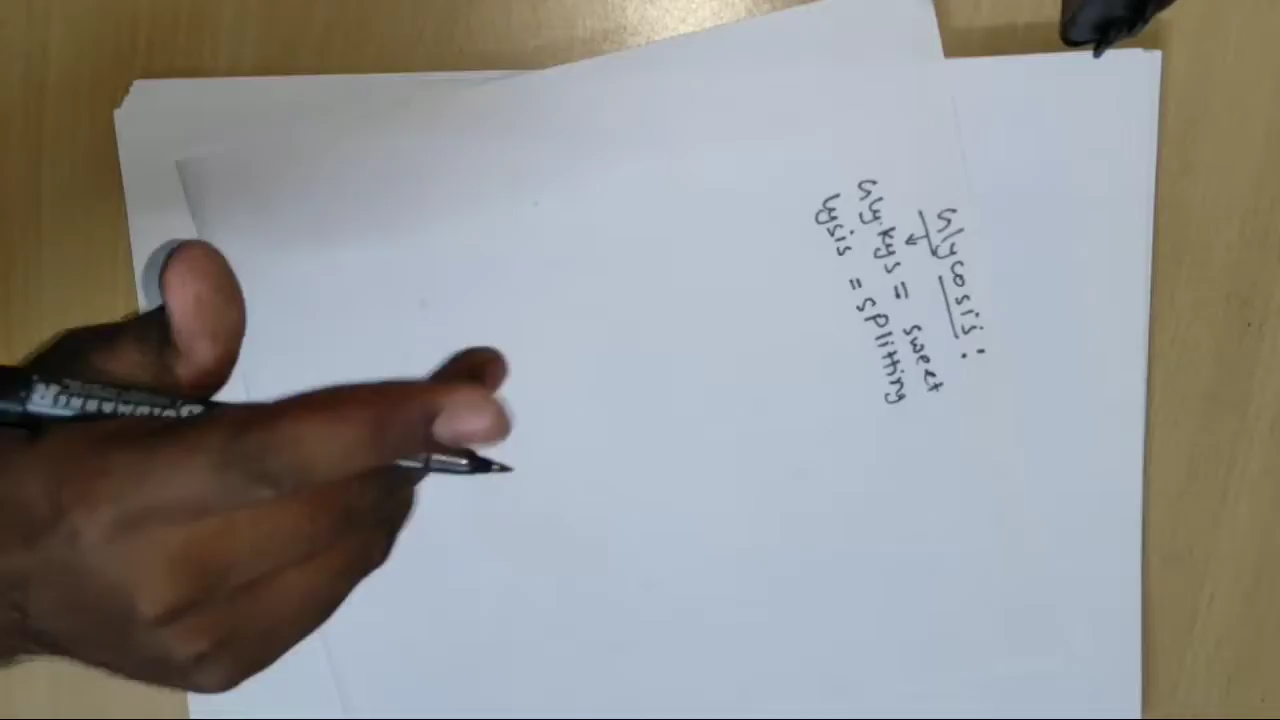 Glycosis:
Glykys = sweet
lysis = splitting